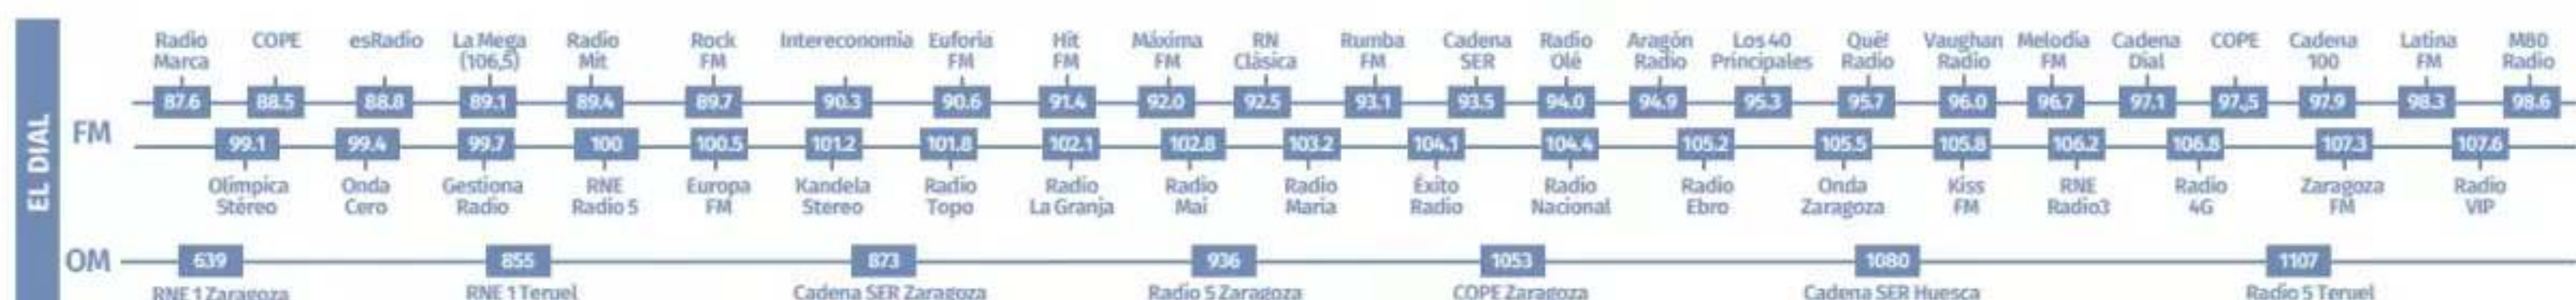 EL DIAL
Radio COPE esRadio La Mega Radio Rock Intereconomía Euforia Hit Máxima RN Rumba Cadena Radio Aragón Los 40 Qué! Vaughan Melodía Cadena COPE Cadena Latina M80
Marca (106,5) Mit FM FM FM FM Clásica FM SER Olé Radio Principales Radio Radio FM Dial 100 FM Radio
87.6 88.5 88.8 89.1 89.4 89.7 90.3 90.6 91.4 92.0 92.5 93.1 93.5 94.0 94.9 95.3 95.7 96.0 96.7 97.1 97.,5 97.9 98.3 98.6
FM
99.1 99.4 99.7 100 100.5 101.2 101.8 102.1 102.8 103.2 104.1 104.4 105.2 105.5 105.8 106.2 106.8 107.3 107.6
Olímpica Onda Gestiona RNE Europa Kandela Radio Radio Radio Radio Éxito Radio Radio Onda Kiss RNE Radio Zaragoza Radio
Stéreo Cero Radio Radio 5 FM Stereo Topo La Granja Mai María Radio Nacional Ebro Zaragoza FM Radio3 4G FM VIP
OM 639 855 873 936 1053 1080 1107
RNE 1 Zaragoza RNE 1 Teruel Cadena SER Zaragoza Radio 5 Zaragoza COPE Zaragoza Cadena SER Huesca Radio 5 Teruel